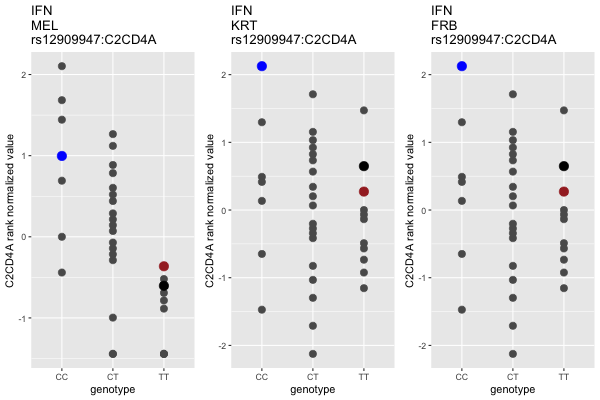 IFN
MEL
rs12909947:C2CD4A
C2CD4A rank normalized value
2
1
0
-1
CC
CT
TT
genotype
IFN
KRT
rs12909947:C2CD4A
C2CD4A rank normalized value
2
1
0
-1
-2
CC
CT
TT
genotype
IFN
FRB
rs12909947:C2CD4A
C2CD4A rank normalized value
2
1
0
-1
-2
CC
CT
TT
genotype